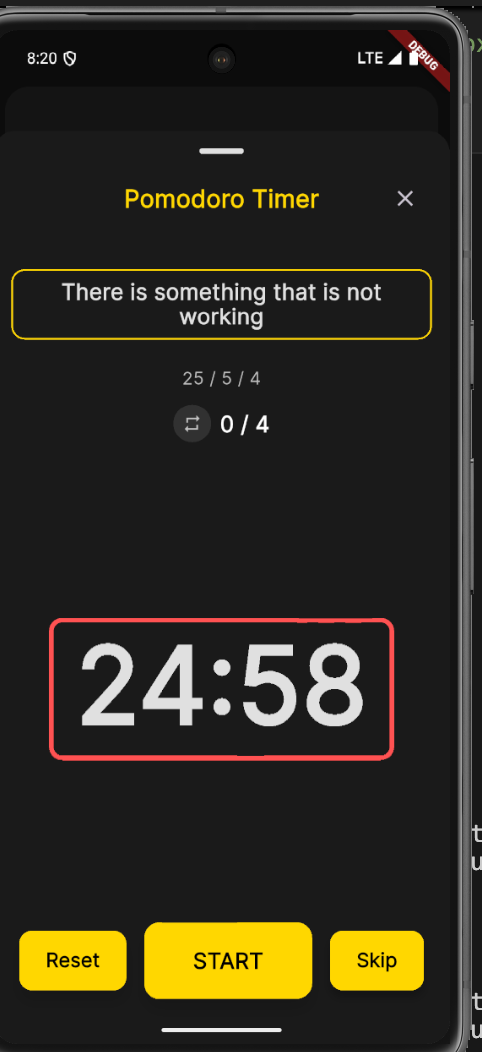 8:20
LTE
DEBUG
Pomodoro Timer
There is something that is not
working
25 / 5 / 4
0 / 4
24:58
Reset
START
Skip